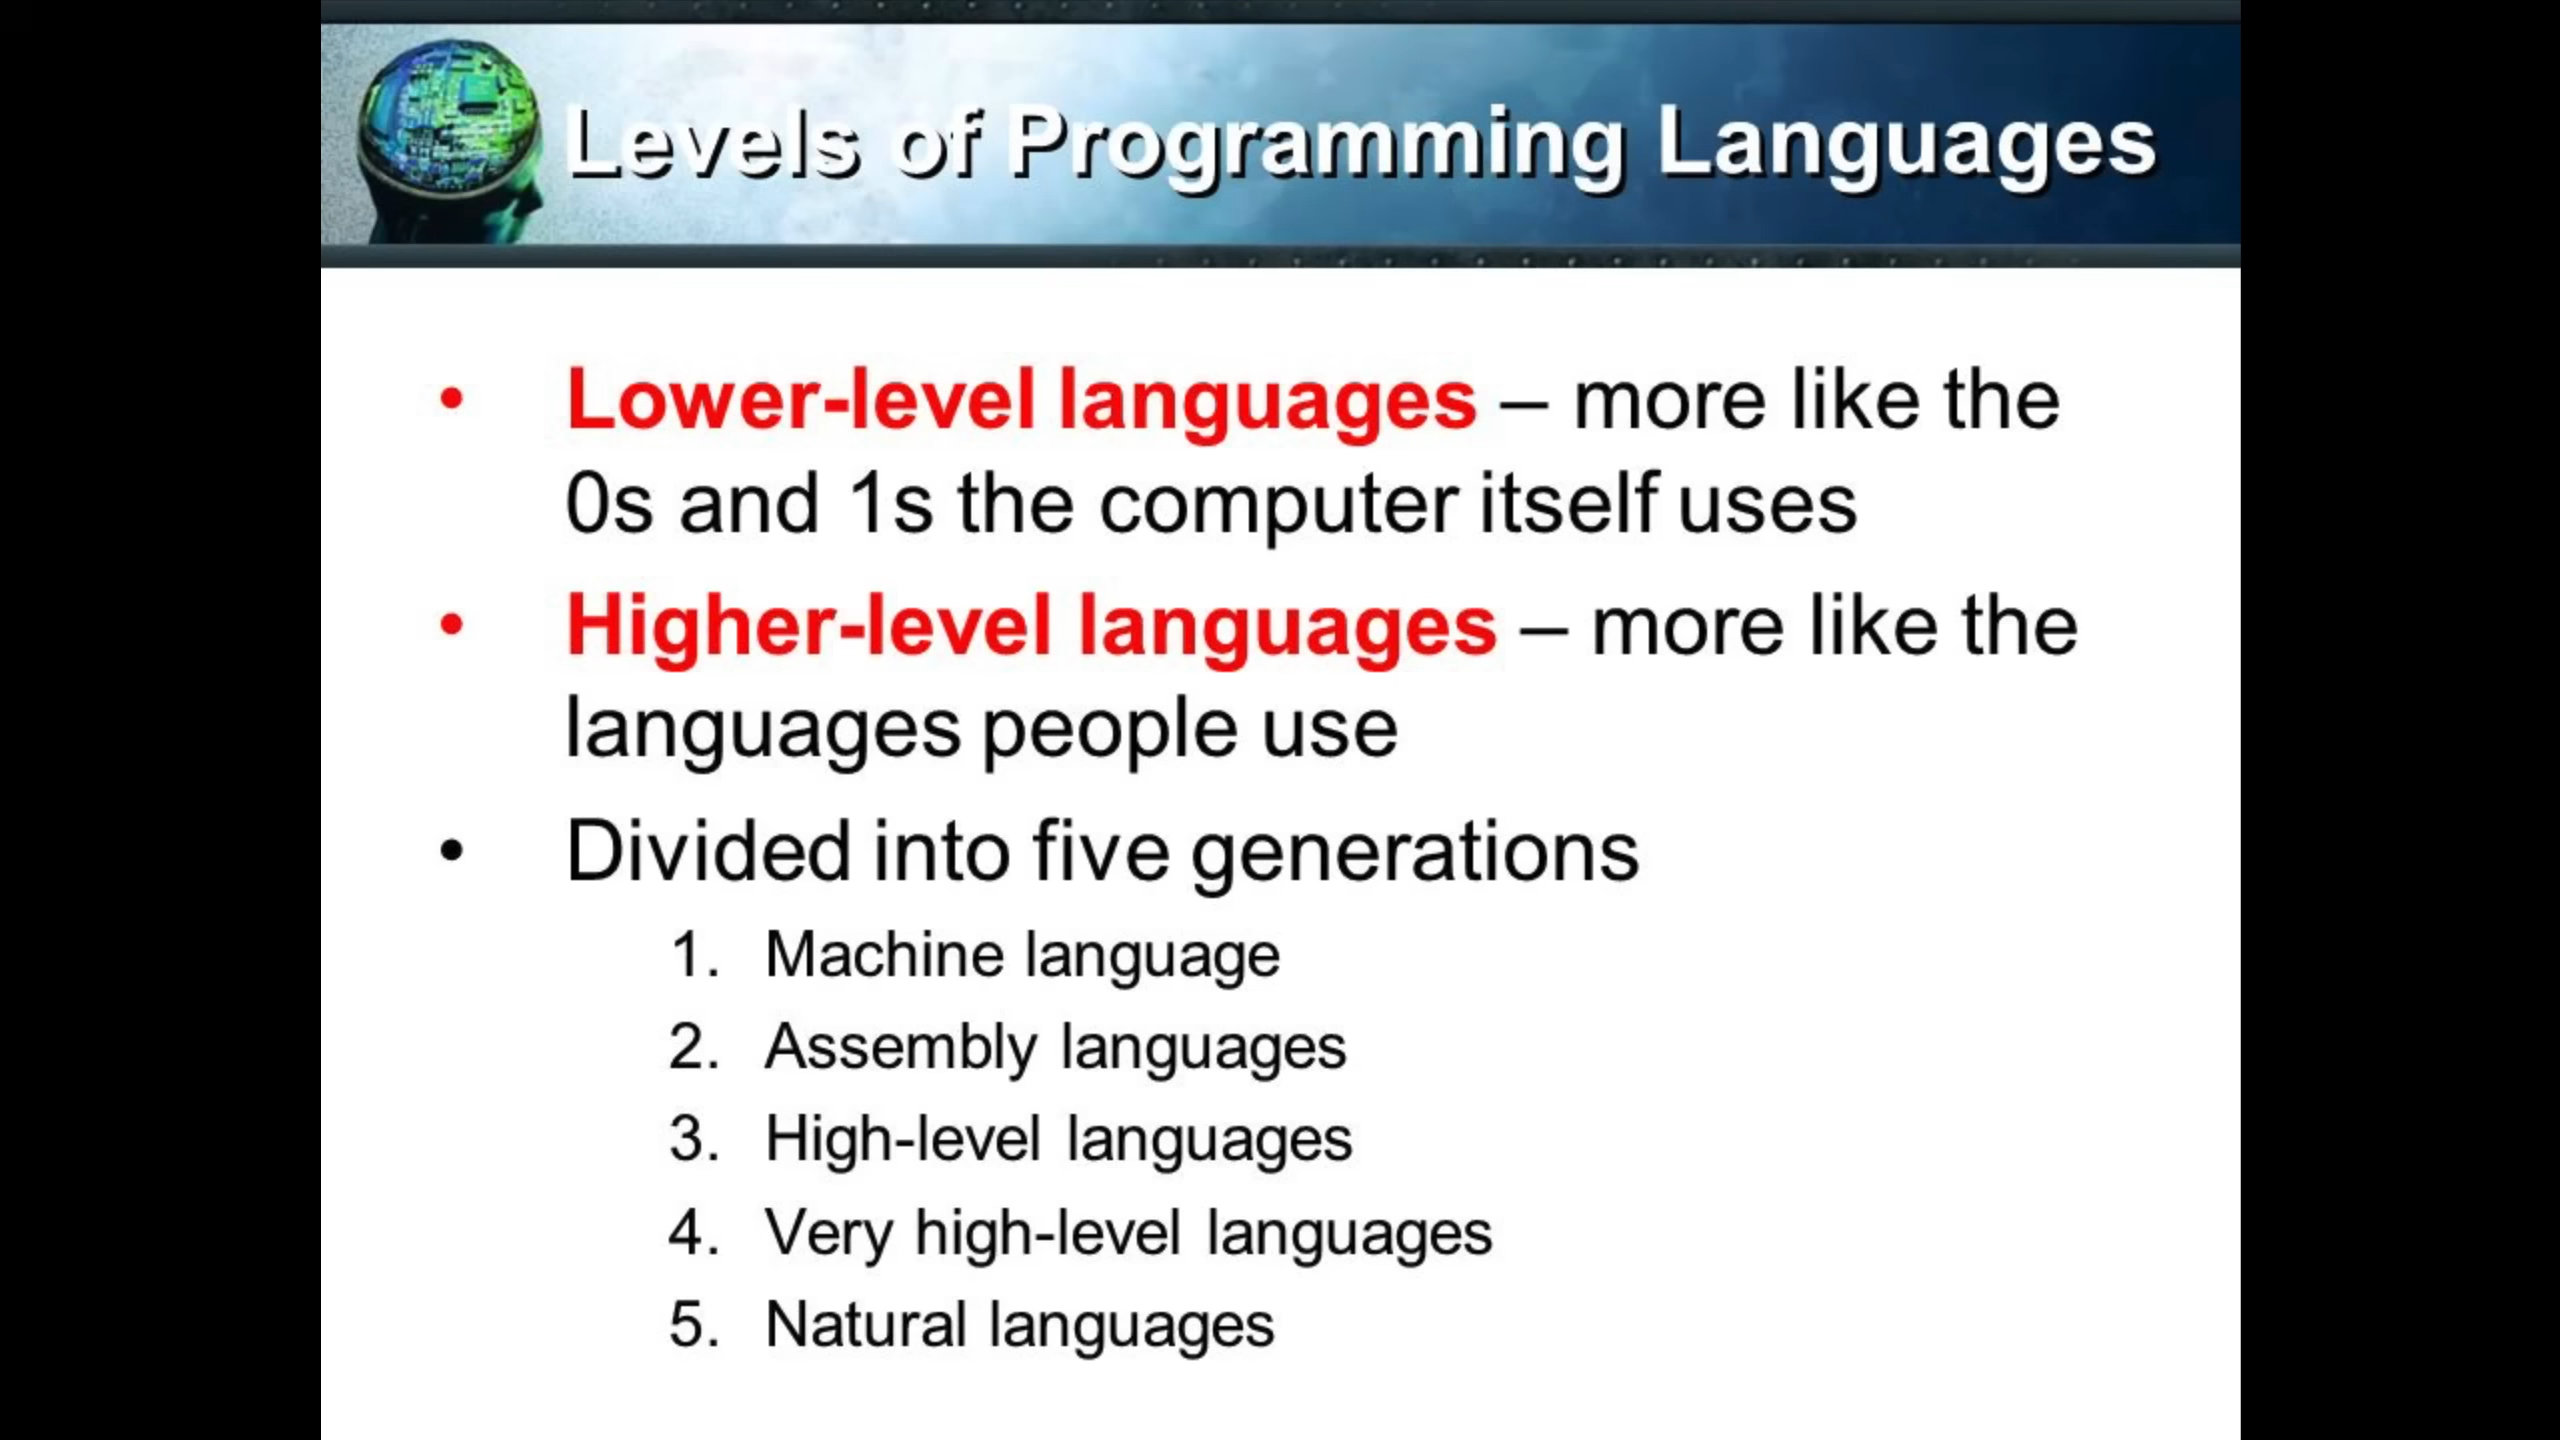 Levels of Programming Languages
• Lower-level languages – more like the
0s and 1s the computer itself uses
• Higher-level languages – more like the
languages people use
• Divided into five generations
1. Machine language
2. Assembly languages
3. High-level languages
4. Very high-level languages
5. Natural languages